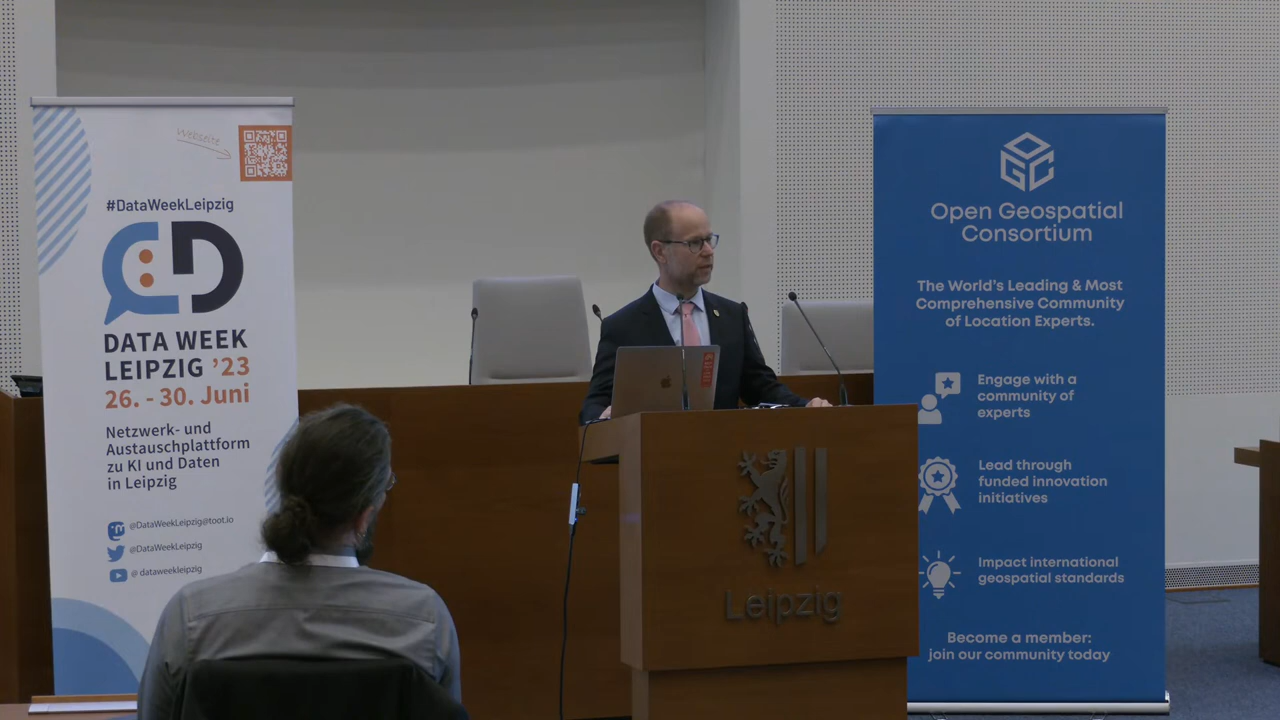 Webseite
#DataWeekLeipzig
DATA WEEK
LEIPZIG '23
26. - 30. Juni
Netzwerk- und
Austauschplattform
zu KI und Daten
in Leipzig
@DataWeekLeipzig@toot.io
@DataWeekLeipzig
@ dataweekleipzig
Leipzig
OGC
Open Geospatial
Consortium
The World's Leading & Most
Comprehensive Community
of Location Experts.
Engage with a
community of
experts
Lead through
funded innovation
initiatives
Impact international
geospatial standards
Become a member:
join our community today